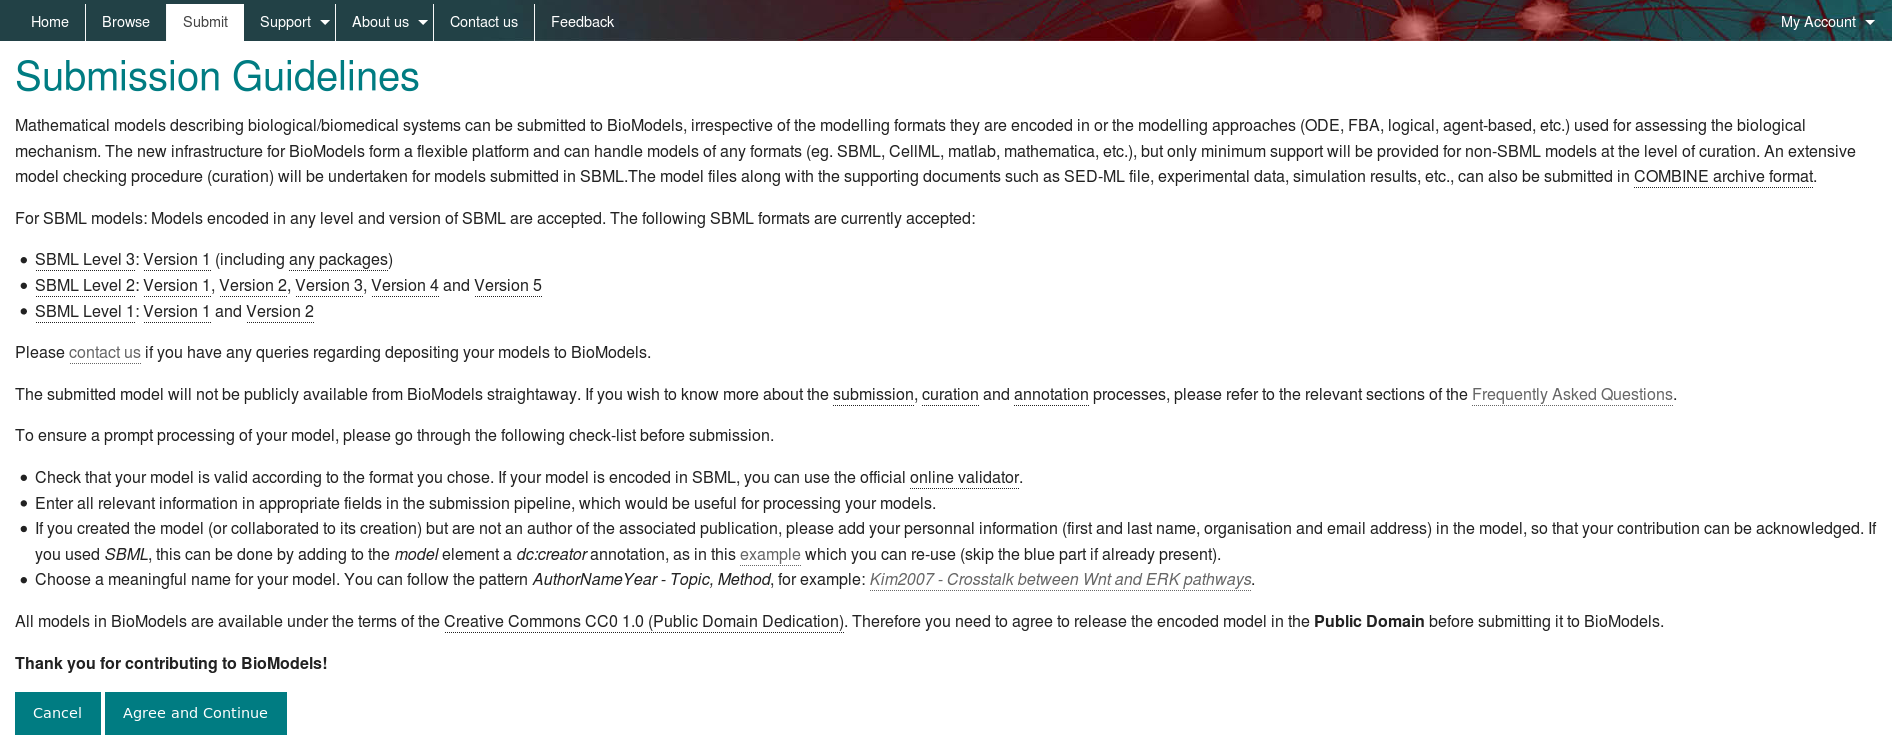 Home Browse Submit Support About us Contact us Feedback My Account
Submission Guidelines
Mathematical models describing biological/biomedical systems can be submitted to BioModels, irrespective of the modelling formats they are encoded in or the modelling approaches (ODE, FBA, logical, agent-based, etc.) used for assessing the biological
mechanism. The new infrastructure for BioModels form a flexible platform and can handle models of any formats (eg. SBML, CellML, matlab, mathematica, etc.), but only minimum support will be provided for non-SBML models at the level of curation. An extensive
model checking procedure (curation) will be undertaken for models submitted in SBML.The model files along with the supporting documents such as SED-ML file, experimental data, simulation results, etc., can also be submitted in COMBINE archive format.
For SBML models: Models encoded in any level and version of SBML are accepted. The following SBML formats are currently accepted:
• SBML Level 3: Version 1 (including any packages)
• SBML Level 2: Version 1, Version 2, Version 3, Version 4 and Version 5
• SBML Level 1: Version 1 and Version 2
Please contact us if you have any queries regarding depositing your models to BioModels.
The submitted model will not be publicly available from BioModels straightaway. If you wish to know more about the submission, curation and annotation processes, please refer to the relevant sections of the Frequently Asked Questions.
To ensure a prompt processing of your model, please go through the following check-list before submission.
• Check that your model is valid according to the format you chose. If your model is encoded in SBML, you can use the official online validator.
• Enter all relevant information in appropriate fields in the submission pipeline, which would be useful for processing your models.
• If you created the model (or collaborated to its creation) but are not an author of the associated publication, please add your personnal information (first and last name, organisation and email address) in the model, so that your contribution can be acknowledged. If
you used SBML, this can be done by adding to the model element a dc:creator annotation, as in this example which you can re-use (skip the blue part if already present).
• Choose a meaningful name for your model. You can follow the pattern AuthorNameYear - Topic, Method, for example: Kim2007 - Crosstalk between Wnt and ERK pathways.
All models in BioModels are available under the terms of the Creative Commons CC0 1.0 (Public Domain Dedication). Therefore you need to agree to release the encoded model in the Public Domain before submitting it to BioModels.
Thank you for contributing to BioModels!
Cancel Agree and Continue